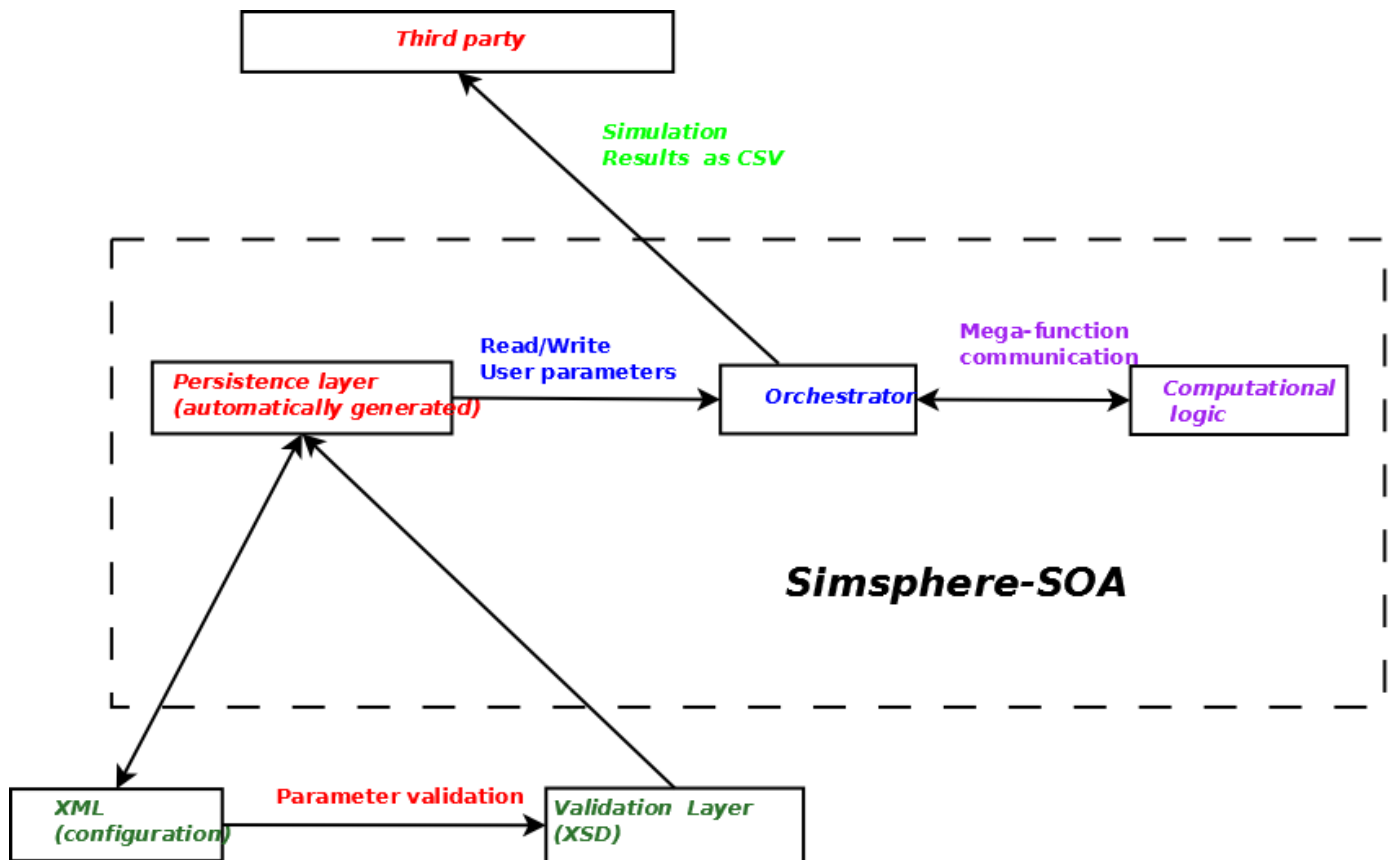 Third party
Simulation
Results as CSV
Read/Write
User parameters
Mega-function
communication
Persistence layer
(automatically generated)
Orchestrator
Computational
logic
Simsphere-SOA
XML
(configuration)
Parameter validation
Validation Layer
(XSD)